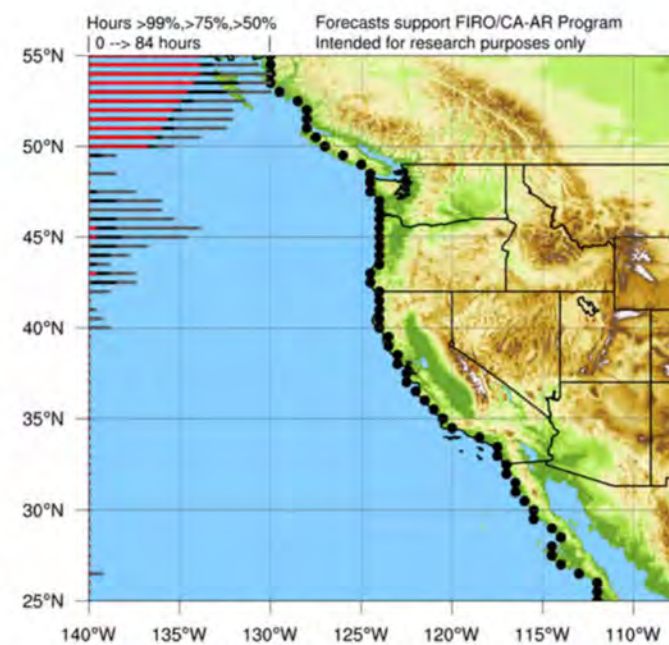 Hours >99%,>75%,>50%
| 0 --> 84 hours |
Forecasts support FIRO/CA-AR Program
Intended for research purposes only
55°N
50°N
45°N
40°N
35°N
30°N
25°N
140°W 135°W 130°W 125°W 120°W 115°W 110°W